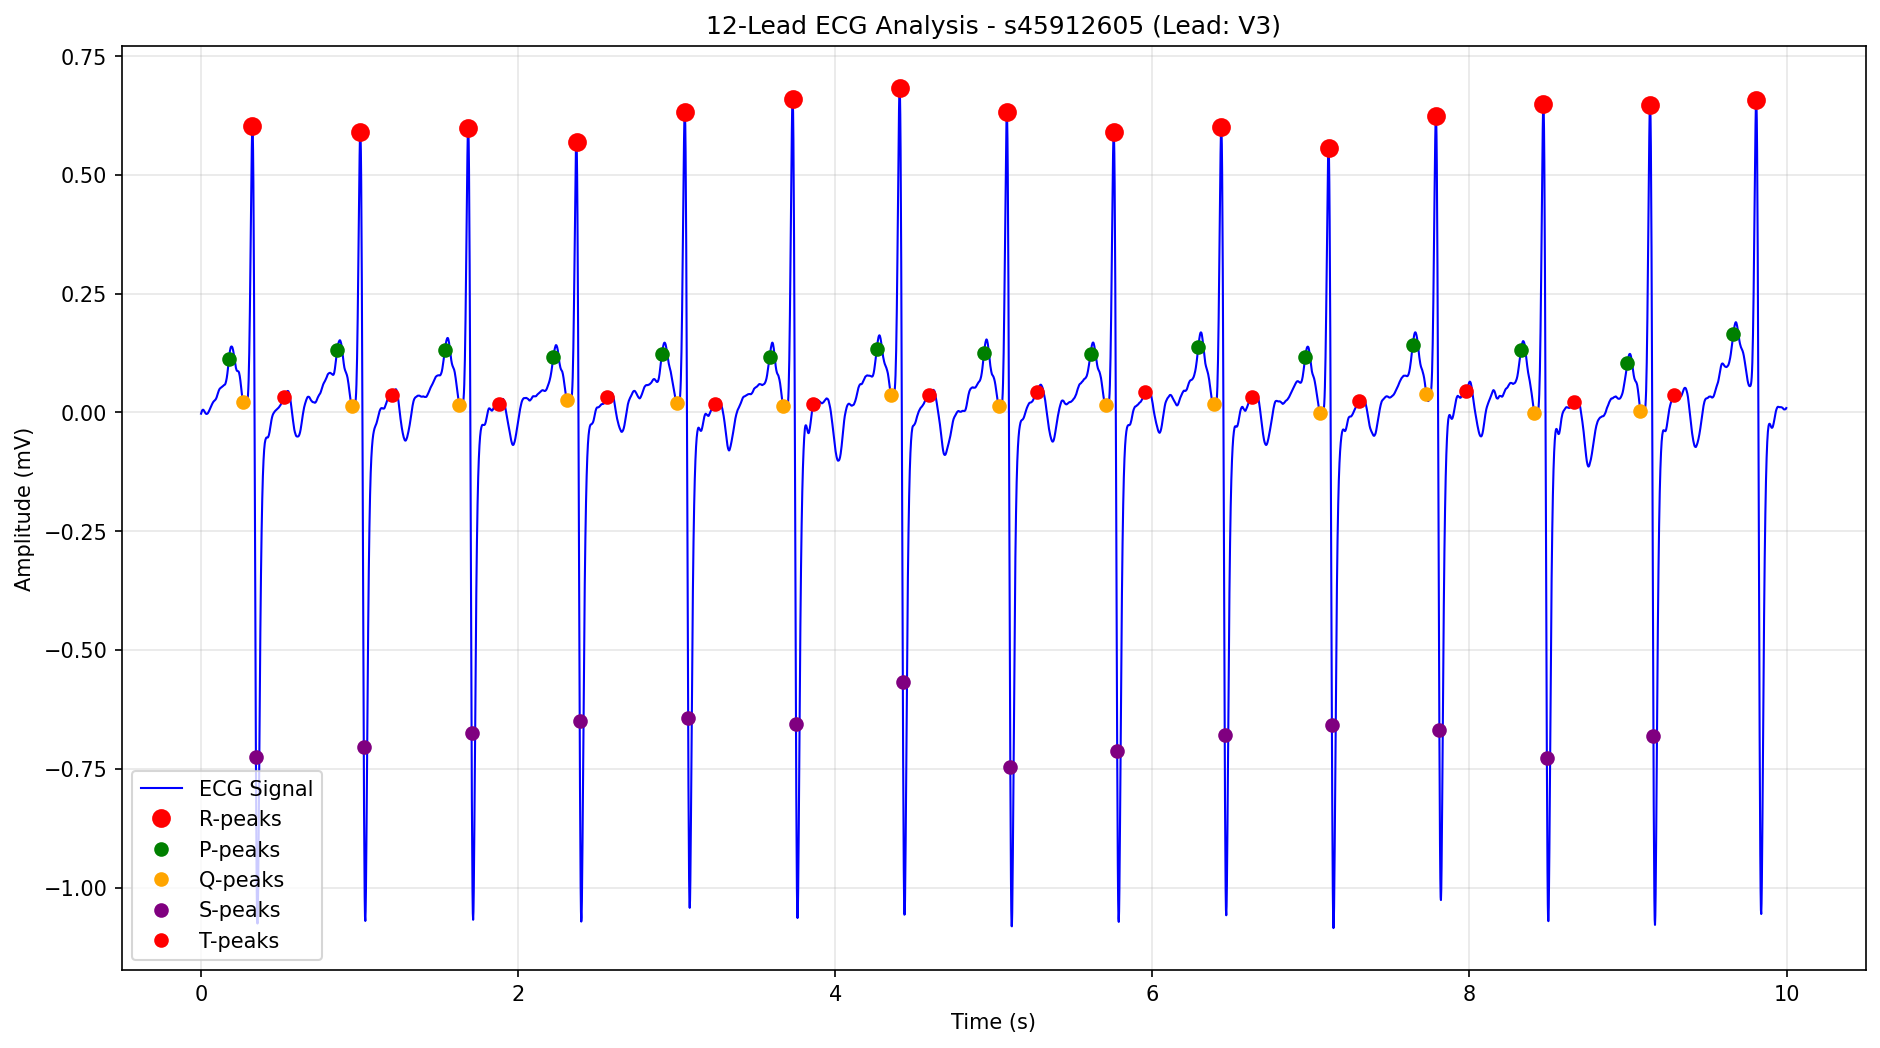 12-Lead ECG Analysis - s45912605 (Lead: V3)
0.75
0.50
0.25
0.00
−0.25
−0.50
−0.75
−1.00
Amplitude (mV)
ECG Signal
R-peaks
P-peaks
Q-peaks
S-peaks
T-peaks
0 2 4 6 8 10
Time (s)